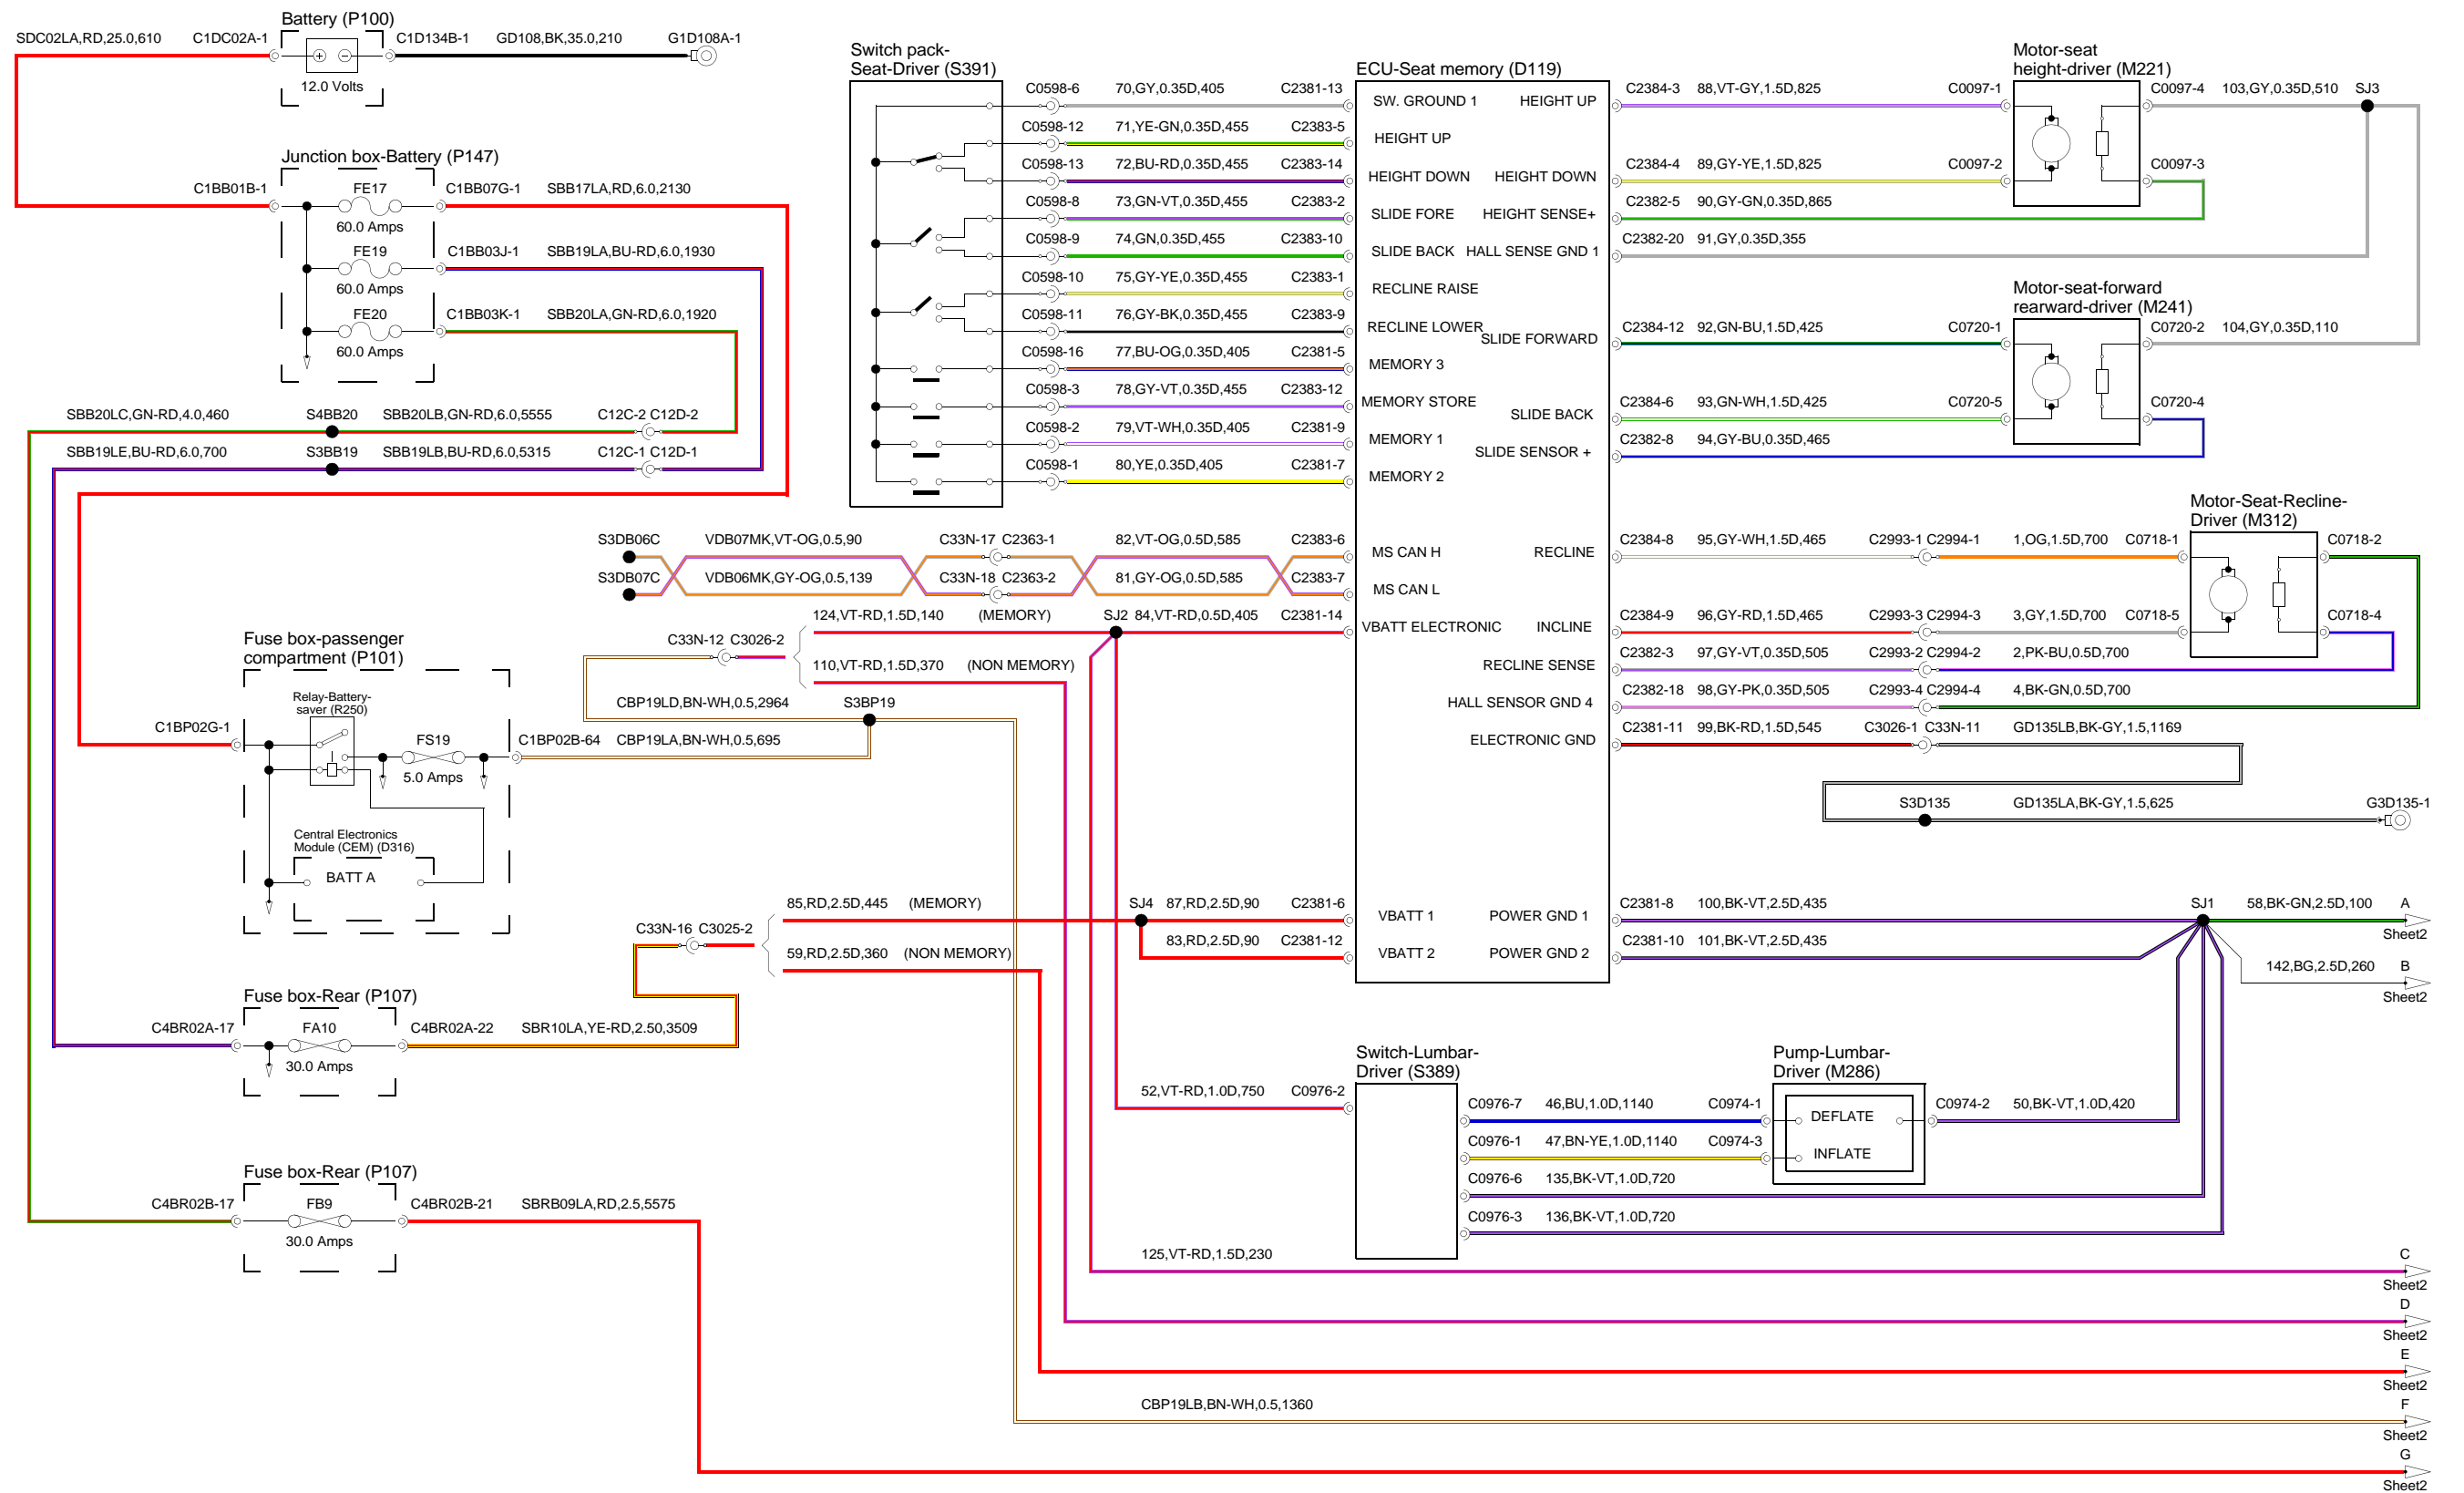 Battery (P100)
SDC02LA,RD,25.0,610 C1DC02A-1 C1D134B-1 GD108,BK,35.0,210 G1D108A-1
12.0 Volts
Junction box-Battery (P147)
C1BB01B-1 FE17 C1BB07G-1 SBB17LA,RD,6.0,2130
60.0 Amps
FE19 C1BB03J-1 SBB19LA,BU-RD,6.0,1930
60.0 Amps
FE20 C1BB03K-1 SBB20LA,GN-RD,6.0,1920
60.0 Amps
SBB20LC,GN-RD,4.0,460 S4BB20 SBB20LB,GN-RD,6.0,5555 C12C-2 C12D-2
SBB19LE,BU-RD,6.0,700 S3BB19 SBB19LB,BU-RD,6.0,5315 C12C-1 C12D-1
Switch pack-
Seat-Driver (S391)
C0598-6 70,GY,0.35D,405 C2381-13
C0598-12 71,YE-GN,0.35D,455 C2383-5
C0598-13 72,BU-RD,0.35D,455 C2383-14
C0598-8 73,GN-VT,0.35D,455 C2383-2
C0598-9 74,GN,0.35D,455 C2383-10
C0598-10 75,GY-YE,0.35D,455 C2383-1
C0598-11 76,GY-BK,0.35D,455 C2383-9
C0598-16 77,BU-OG,0.35D,405 C2381-5
C0598-3 78,GY-VT,0.35D,455 C2383-12
C0598-2 79,VT-WH,0.35D,405 C2381-9
C0598-1 80,YE,0.35D,405 C2381-7
S3DB06C VDB07MK,VT-OG,0.5,90 C33N-17 C2363-1 82,VT-OG,0.5D,585 C2383-6
S3DB07C VDB06MK,GY-OG,0.5,139 C33N-18 C2363-2 81,GY-OG,0.5D,585 C2383-7
124,VT-RD,1.5D,140 (MEMORY) SJ2 84,VT-RD,0.5D,405 C2381-14
C33N-12 C3026-2
110,VT-RD,1.5D,370 (NON MEMORY)
ECU-Seat memory (D119)
SW. GROUND 1 HEIGHT UP
HEIGHT UP
HEIGHT DOWN HEIGHT DOWN
SLIDE FORE HEIGHT SENSE+
SLIDE BACK HALL SENSE GND 1
RECLINE RAISE
RECLINE LOWER
SLIDE FORWARD
MEMORY 3
MEMORY STORE
SLIDE BACK
MEMORY 1
SLIDE SENSOR +
MEMORY 2
MS CAN H RECLINE
MS CAN L
VBATT ELECTRONIC INCLINE
RECLINE SENSE
HALL SENSOR GND 4
ELECTRONIC GND
VBATT 1 POWER GND 1
VBATT 2 POWER GND 2
Motor-seat
height-driver (M221)
C2384-3 88,VT-GY,1.5D,825 C0097-1 C0097-4 103,GY,0.35D,510 SJ3
C2384-4 89,GY-YE,1.5D,825 C0097-2 C0097-3
C2382-5 90,GY-GN,0.35D,865
C2382-20 91,GY,0.35D,355
Motor-seat-forward
rearward-driver (M241)
C2384-12 92,GN-BU,1.5D,425 C0720-1 C0720-2 104,GY,0.35D,110
C2384-6 93,GN-WH,1.5D,425 C0720-5 C0720-4
C2382-8 94,GY-BU,0.35D,465
Motor-Seat-Recline-
Driver (M312)
C2384-8 95,GY-WH,1.5D,465 C2993-1 C2994-1 1,OG,1.5D,700 C0718-1 C0718-2
C2384-9 96,GY-RD,1.5D,465 C2993-3 C2994-3 3,GY,1.5D,700 C0718-5 C0718-4
C2382-3 97,GY-VT,0.35D,505 C2993-2 C2994-2 2,PK-BU,0.5D,700
C2382-18 98,GY-PK,0.35D,505 C2993-4 C2994-4 4,BK-GN,0.5D,700
C2381-11 99,BK-RD,1.5D,545 C3026-1 C33N-11 GD135LB,BK-GY,1.5,1169
S3D135 GD135LA,BK-GY,1.5,625 G3D135-1
Fuse box-passenger
compartment (P101)
Relay-Battery-
saver (R250)
CBP19LD,BN-WH,0.5,2964 S3BP19
C1BP02G-1 FS19 C1BP02B-64 CBP19LA,BN-WH,0.5,695
5.0 Amps
Central Electronics
Module (CEM) (D316)
BATT A
85,RD,2.5D,445 (MEMORY) SJ4 87,RD,2.5D,90 C2381-6
C33N-16 C3025-2
83,RD,2.5D,90 C2381-12
59,RD,2.5D,360 (NON MEMORY)
C2381-8 100,BK-VT,2.5D,435 SJ1 58,BK-GN,2.5D,100 A
Sheet2
C2381-10 101,BK-VT,2.5D,435
142,BG,2.5D,260 B
Sheet2
Fuse box-Rear (P107)
C4BR02A-17 FA10 C4BR02A-22 SBR10LA,YE-RD,2.50,3509
30.0 Amps
Switch-Lumbar-
Driver (S389)
52,VT-RD,1.0D,750 C0976-2
Pump-Lumbar-
Driver (M286)
C0976-7 46,BU,1.0D,1140 C0974-1 DEFLATE C0974-2 50,BK-VT,1.0D,420
C0976-1 47,BN-YE,1.0D,1140 C0974-3 INFLATE
C0976-6 135,BK-VT,1.0D,720
C0976-3 136,BK-VT,1.0D,720
Fuse box-Rear (P107)
C4BR02B-17 FB9 C4BR02B-21 SBRB09LA,RD,2.5,5575
30.0 Amps
125,VT-RD,1.5D,230 C
Sheet2
D
Sheet2
E
Sheet2
CBP19LB,BN-WH,0.5,1360 F
Sheet2
G
Sheet2